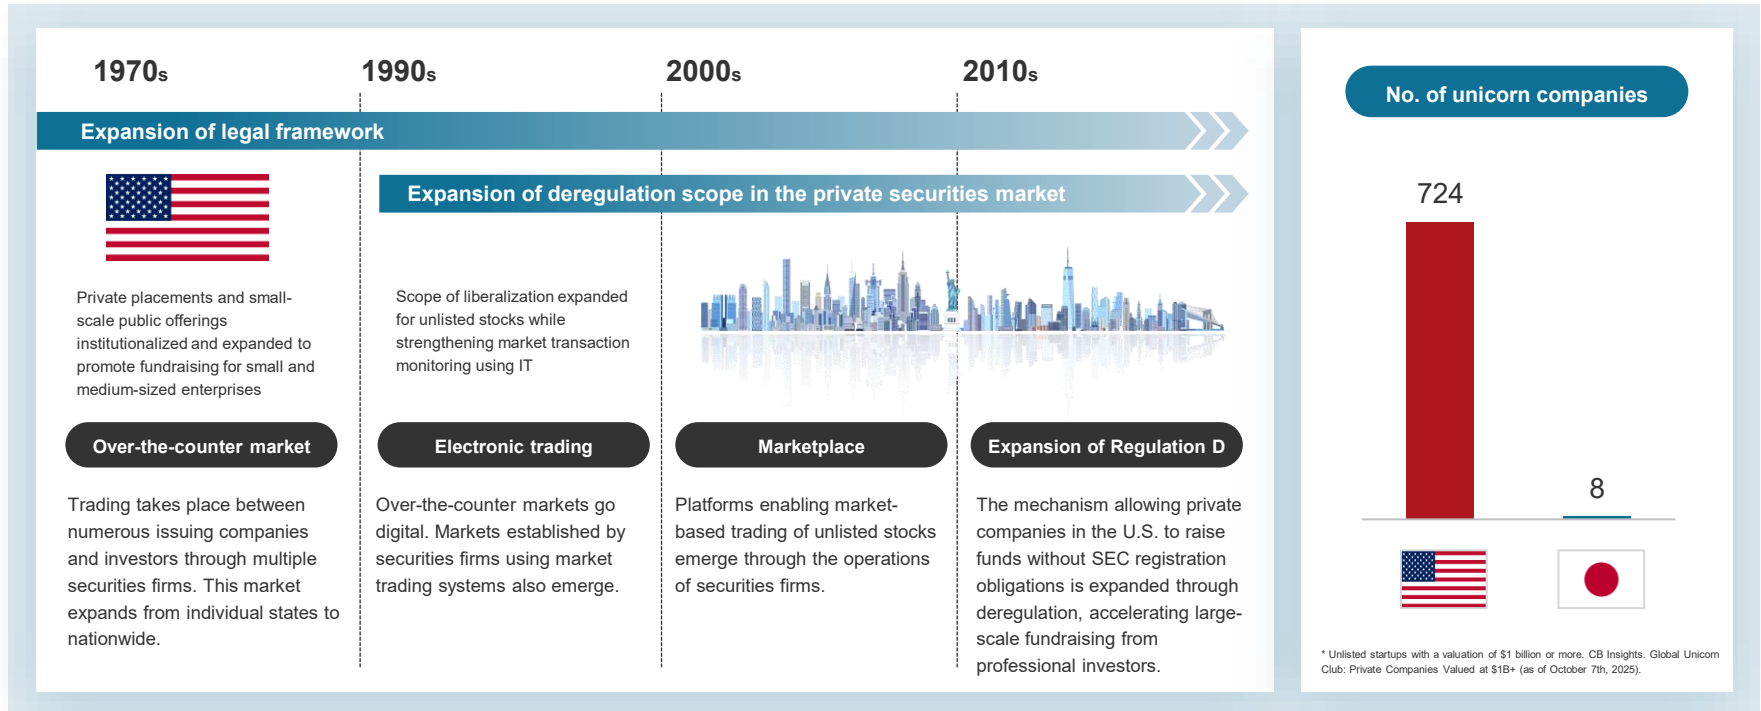 1970s
1990s
2000s
2010s
Expansion of legal framework
Expansion of deregulation scope in the private securities market
Private placements and small-
scale public offerings
institutionalized and expanded to
promote fundraising for small and
medium-sized enterprises
Scope of liberalization expanded
for unlisted stocks while
strengthening market transaction
monitoring using IT
Over-the-counter market
Trading takes place between
numerous issuing companies
and investors through multiple
securities firms. This market
expands from individual states to
nationwide.
Electronic trading
Over-the-counter markets go
digital. Markets established by
securities firms using market
trading systems also emerge.
Marketplace
Platforms enabling market-
based trading of unlisted stocks
emerge through the operations
of securities firms.
Expansion of Regulation D
The mechanism allowing private
companies in the U.S. to raise
funds without SEC registration
obligations is expanded through
deregulation, accelerating large-
scale fundraising from
professional investors.
No. of unicorn companies
724
8
* Unlisted startups with a valuation of $1 billion or more. CB Insights. Global Unicorn
Club: Private Companies Valued at $1B+ (as of October 7th, 2025).